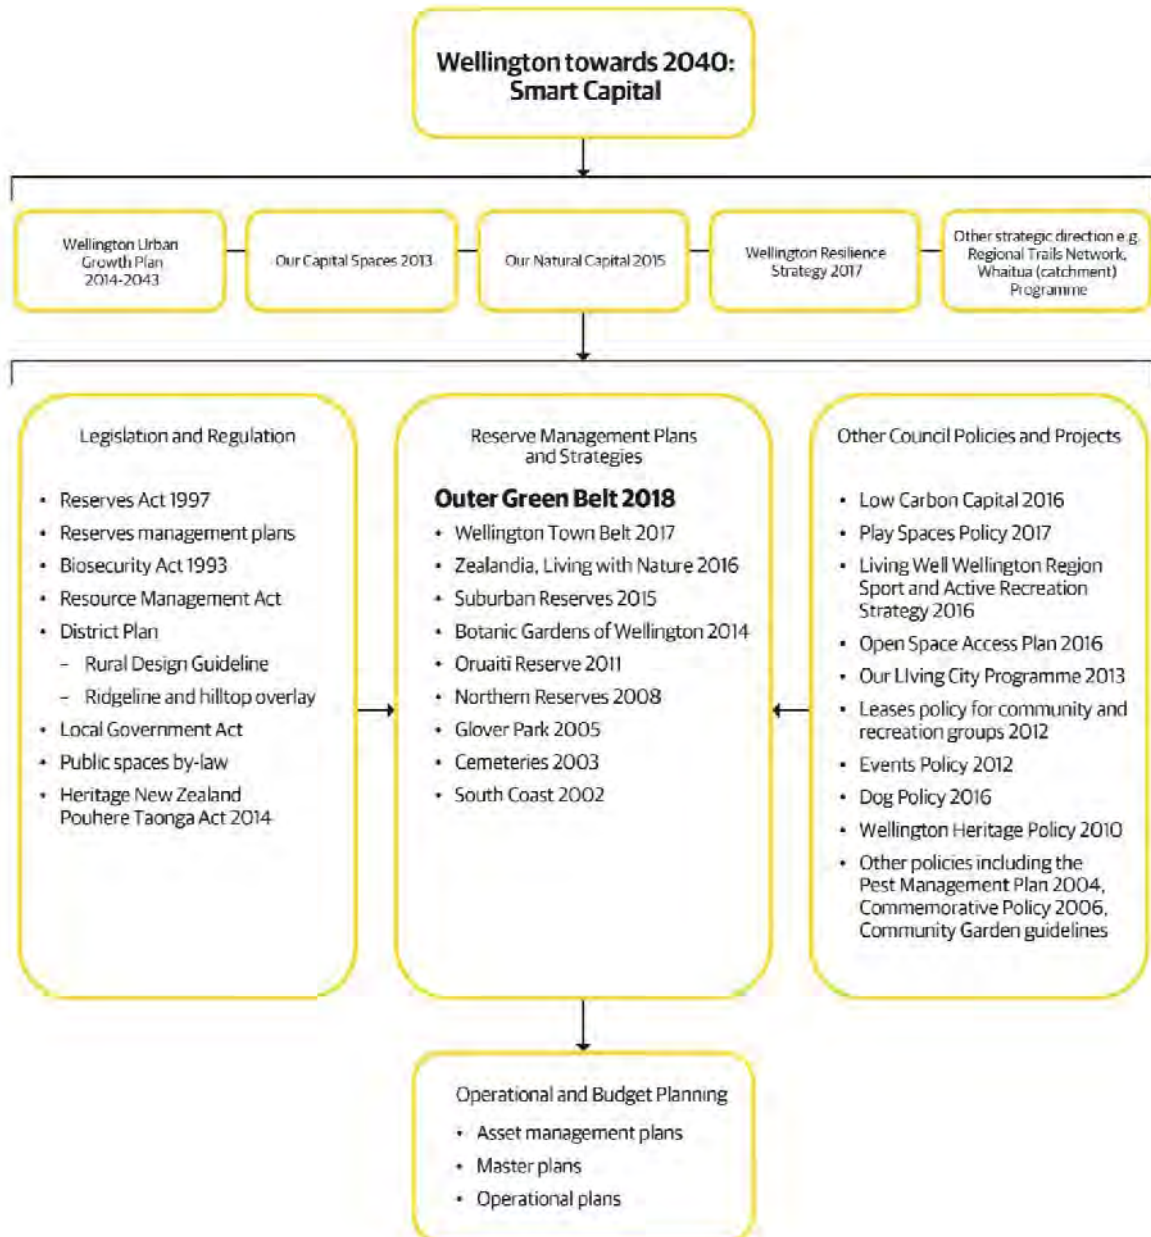 Wellington towards 2040:
Smart Capital
Wellington Urban
Growth Plan
2014-2043
Our Capital Spaces 2013
Our Natural Capital 2015
Wellington Resilience
Strategy 2017
Other strategic direction e.g.
Regional Trails Network,
Whaitua (catchment)
Programme
Legislation and Regulation
• Reserves Act 1997
• Reserves management plans
• Biosecurity Act 1993
• Resource Management Act
• District Plan
– Rural Design Guideline
– Ridgeline and hilltop overlay
• Local Government Act
• Public spaces by-law
• Heritage New Zealand
Pouhere Taonga Act 2014
Reserve Management Plans
and Strategies
Outer Green Belt 2018
• Wellington Town Belt 2017
• Zealandia, Living with Nature 2016
• Suburban Reserves 2015
• Botanic Gardens of Wellington 2014
• Oruaiti Reserve 2011
• Northern Reserves 2008
• Glover Park 2005
• Cemeteries 2003
• South Coast 2002
Other Council Policies and Projects
• Low Carbon Capital 2016
• Play Spaces Policy 2017
• Living Well Wellington Region
Sport and Active Recreation
Strategy 2016
• Open Space Access Plan 2016
• Our LIving City Programme 2013
• Leases policy for community and
recreation groups 2012
• Events Policy 2012
• Dog Policy 2016
• Wellington Heritage Policy 2010
• Other policies including the
Pest Management Plan 2004,
Commemorative Policy 2006,
Community Garden guidelines
Operational and Budget Planning
• Asset management plans
• Master plans
• Operational plans